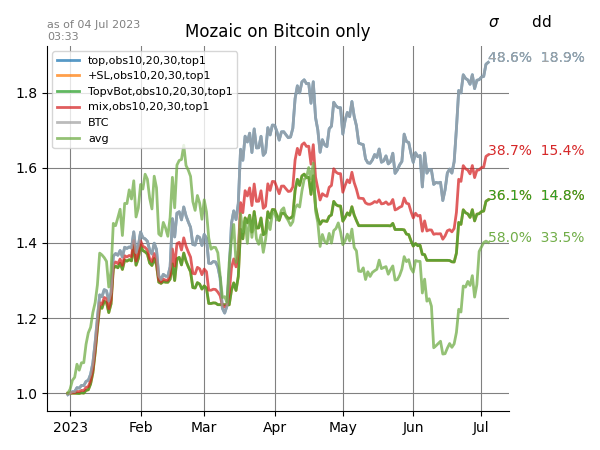 as of 04 Jul 2023
03:33
Mozaic on Bitcoin only
σ dd
top,obs10,20,30,top1
+SL,obs10,20,30,top1
TopvBot,obs10,20,30,top1
mix,obs10,20,30,top1
BTC
avg
48.6% 18.9%
38.7% 15.4%
36.1% 14.8%
58.0% 33.5%
1.8
1.6
1.4
1.2
1.0
2023 Feb Mar Apr May Jun Jul